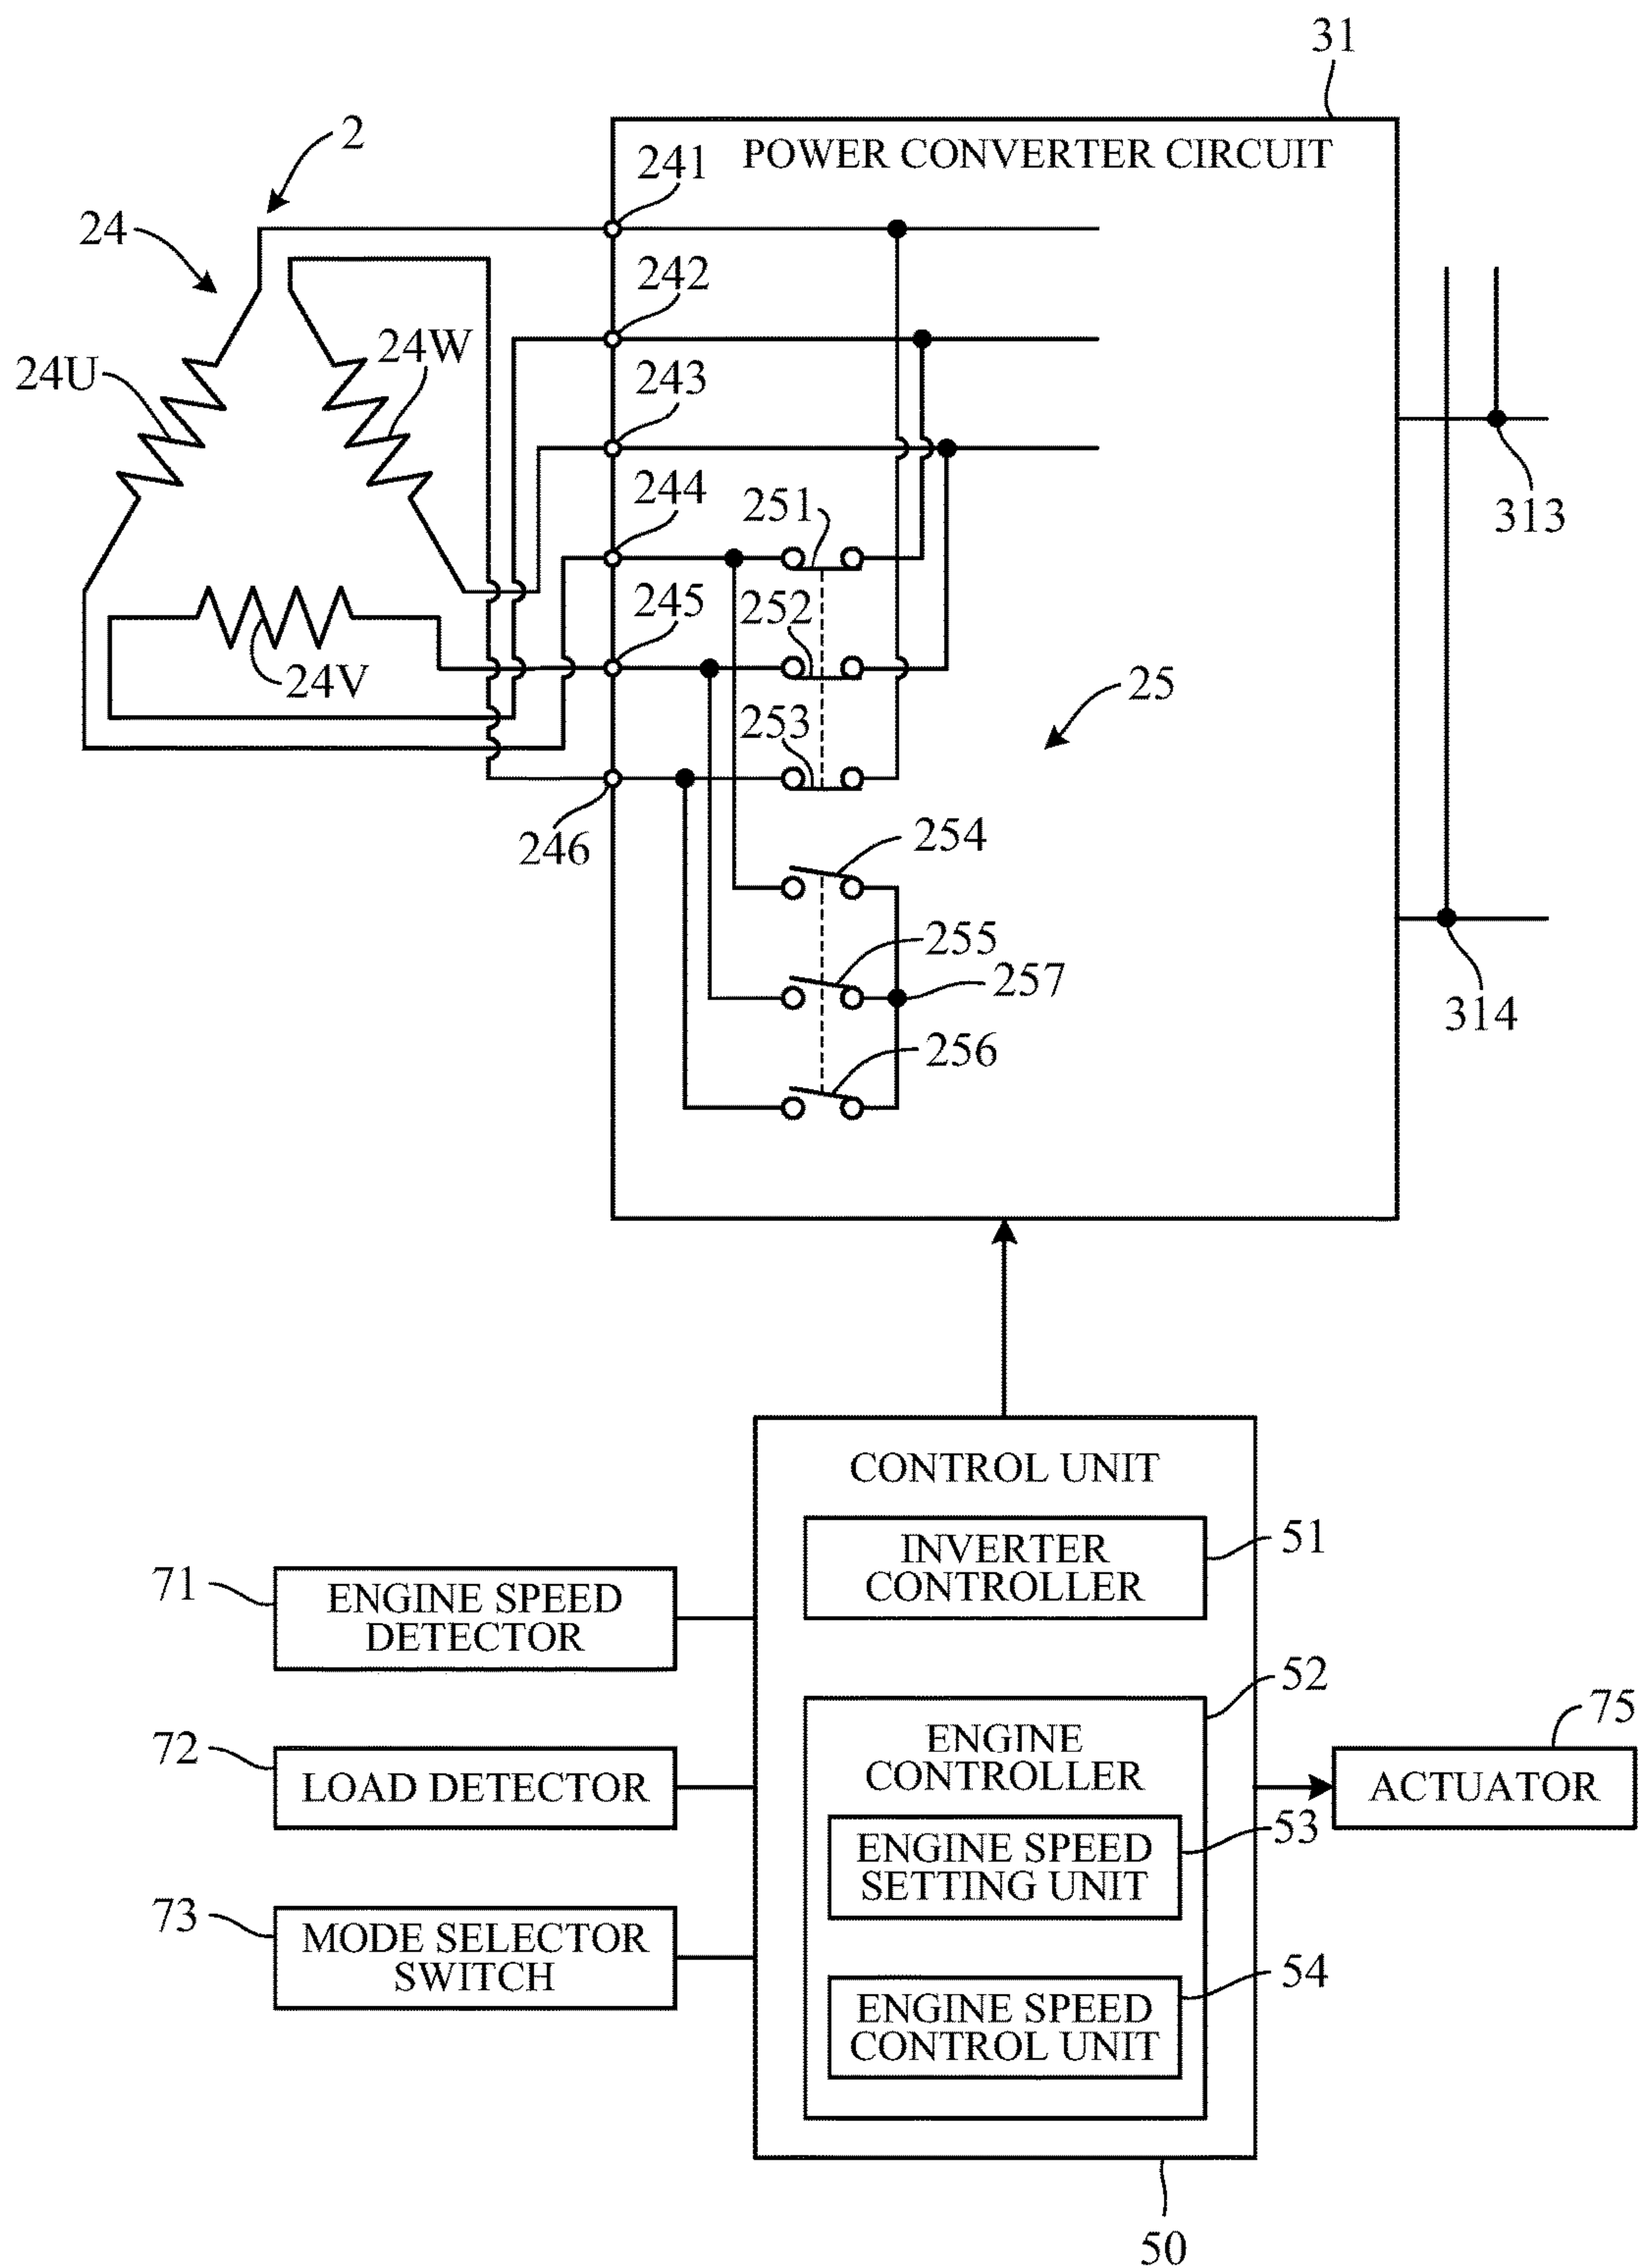 31
POWER CONVERTER CIRCUIT
2
241
24
242
24U
24W
243
244
251
313
245
252
24V
25
253
246
254
255
257
314
256
CONTROL UNIT
INVERTER
CONTROLLER
51
71
ENGINE SPEED
DETECTOR
52
ENGINE
CONTROLLER
75
72
LOAD DETECTOR
ACTUATOR
ENGINE SPEED
SETTING UNIT
53
73
MODE SELECTOR
SWITCH
54
ENGINE SPEED
CONTROL UNIT
50